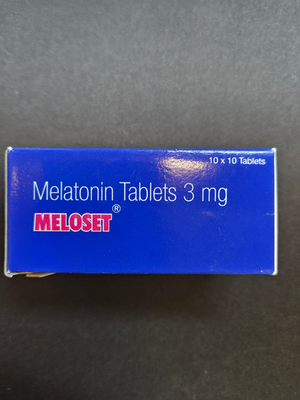 10 x 10 Tablets
Melatonin Tablets 3 mg
MELOSET®